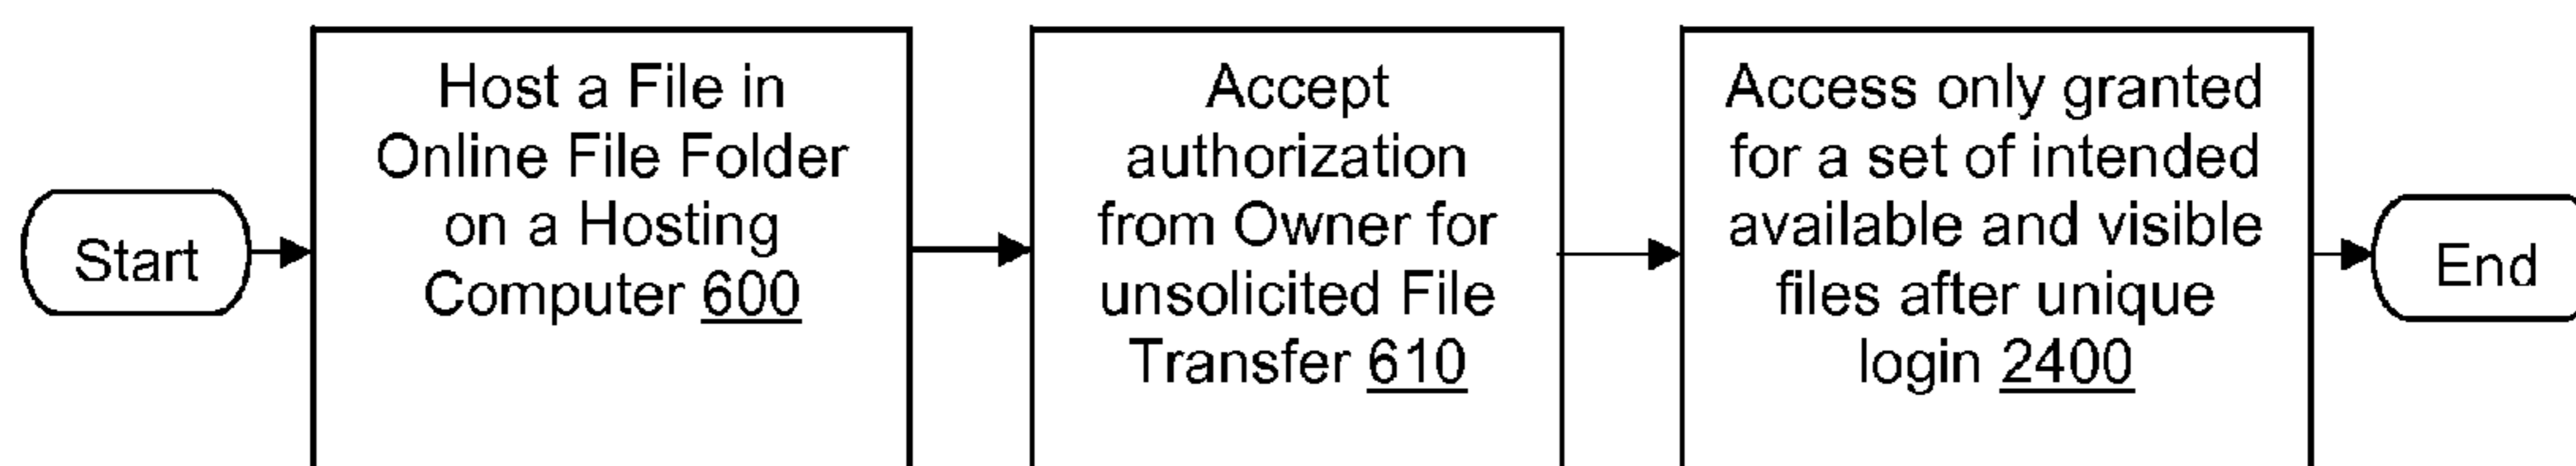 Start
Host a File in
Online File Folder
on a Hosting
Computer 600
Accept
authorization
from Owner for
unsolicited File
Transfer 610
Access only granted
for a set of intended
available and visible
files after unique
login 2400
End